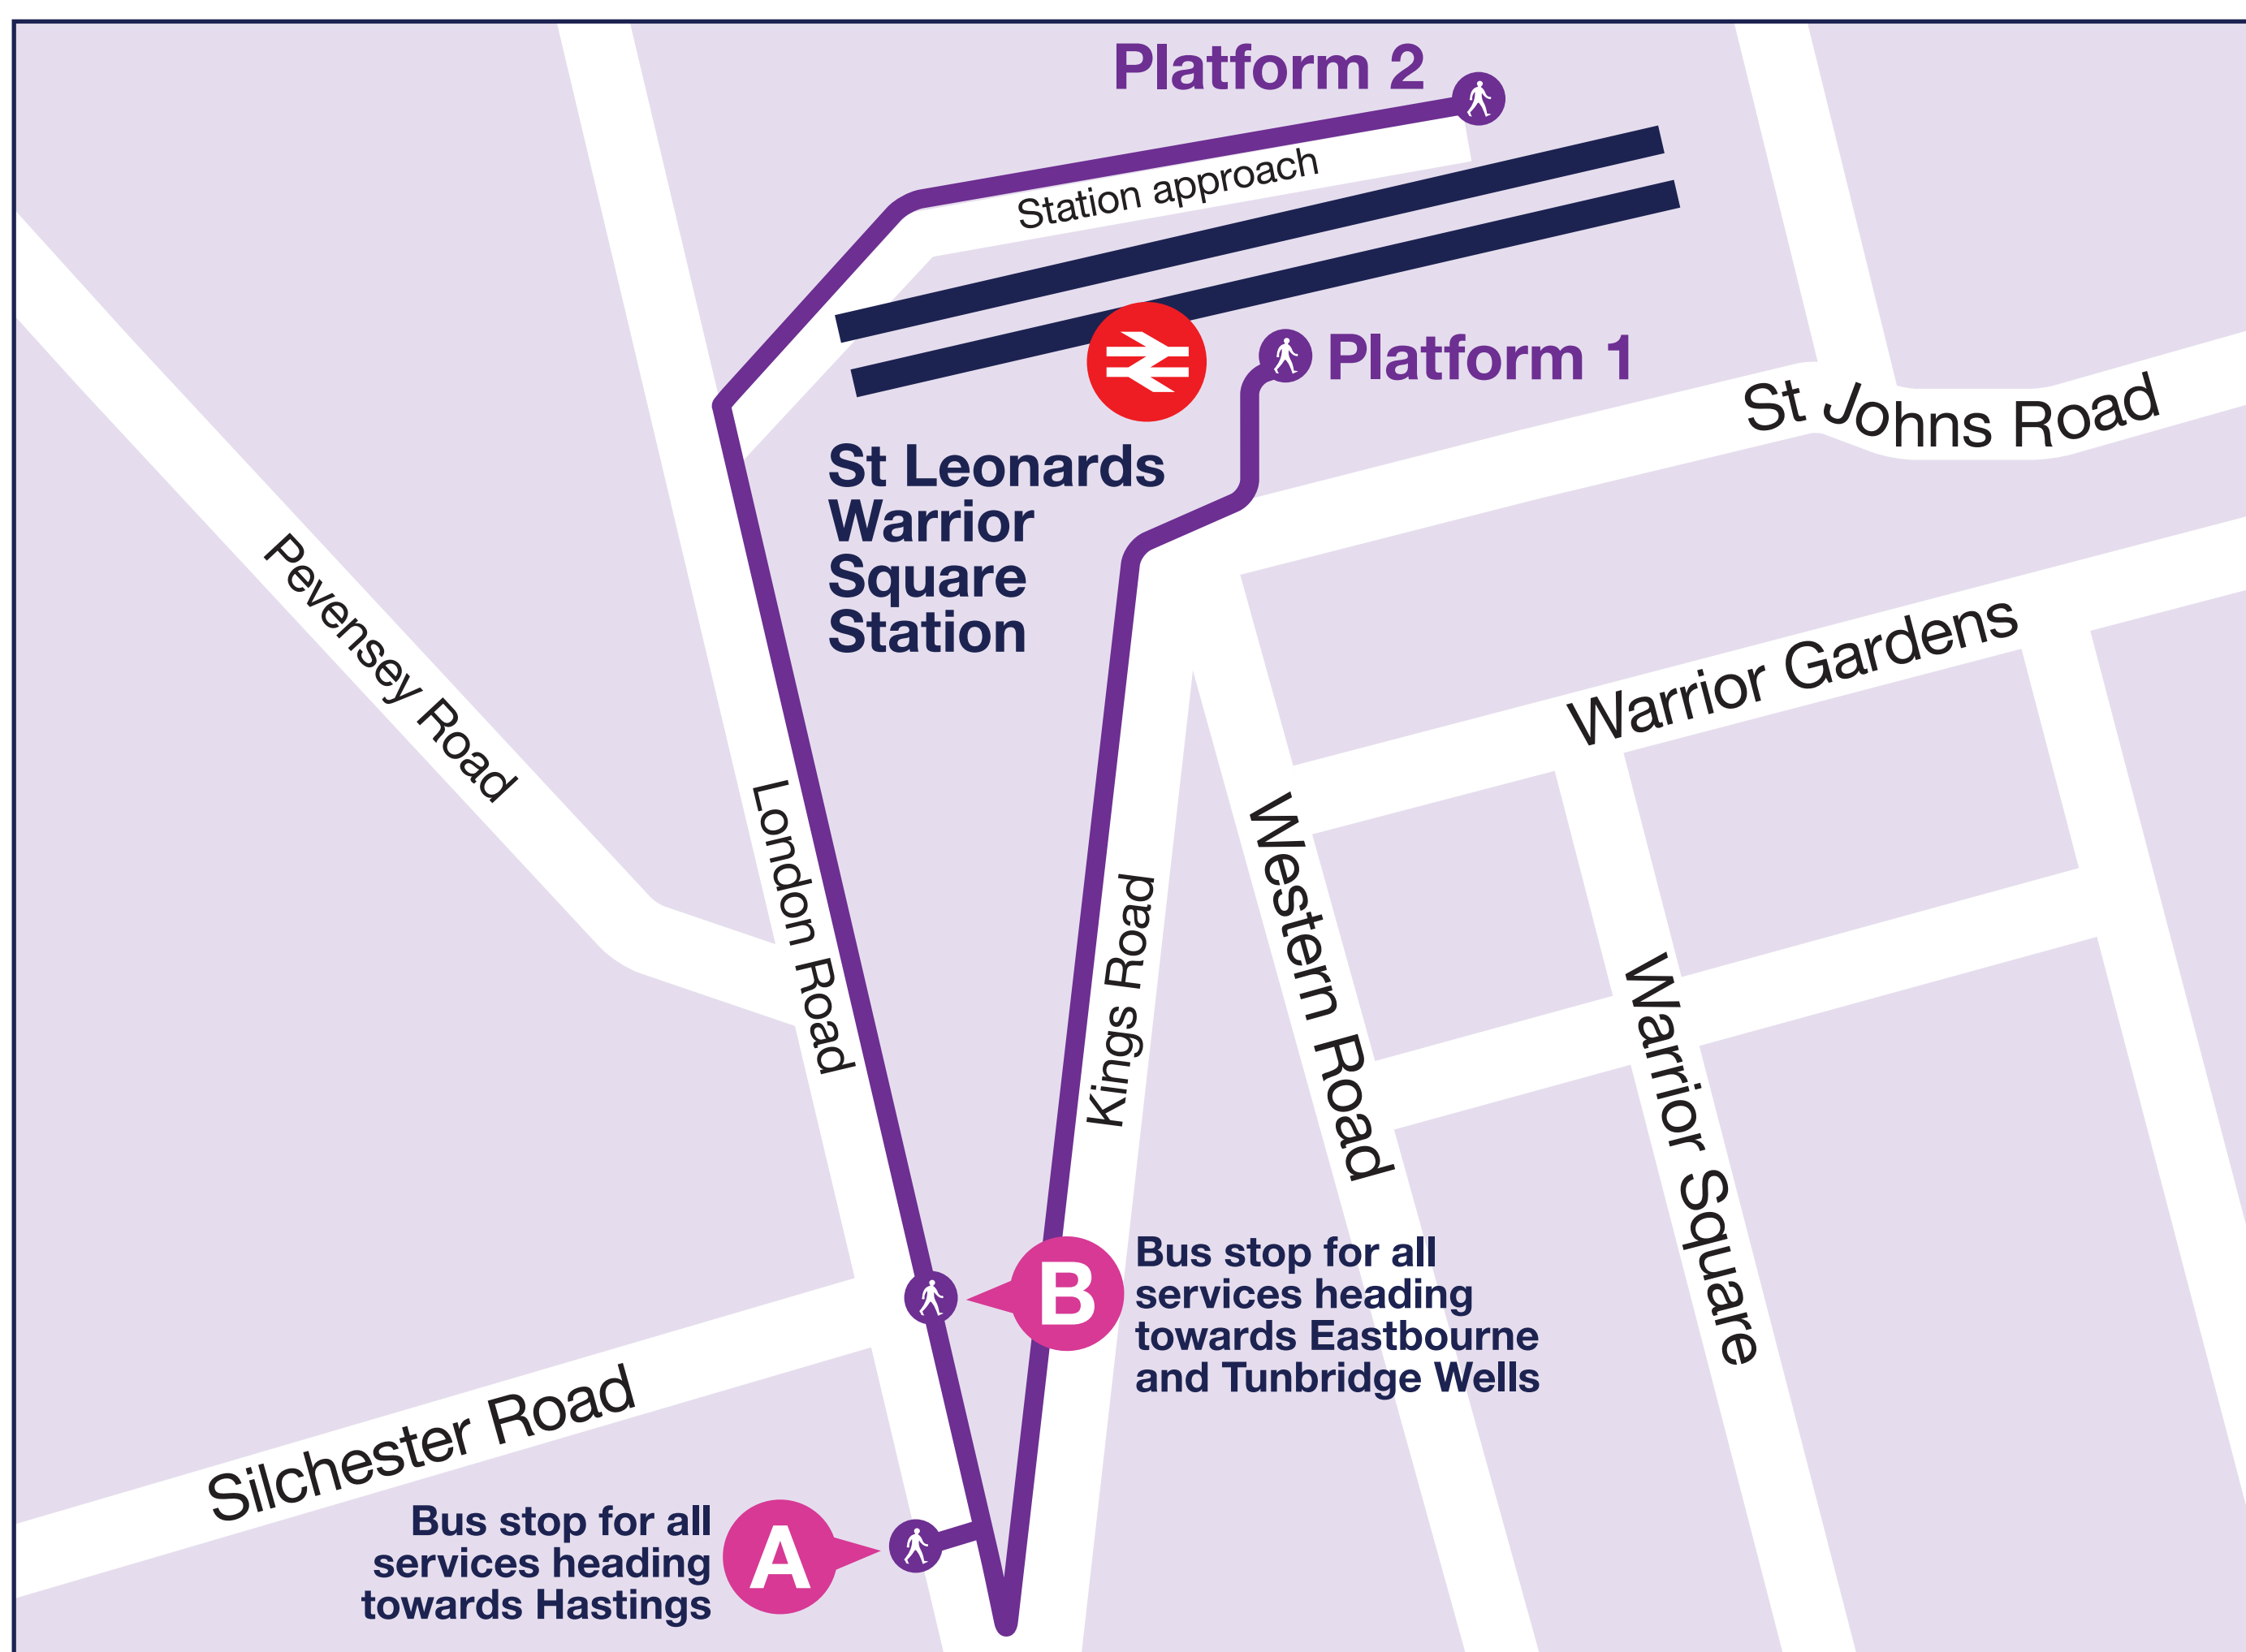 Platform 2
Station approach
Platform 1
St Johns Road
St Leonards
Warrior
Square
Station
Pevensey Road
Warrior Gardens
London Road
Kings Road
Western Road
Warrior Square
B
Bus stop for all
services heading
towards Eastbourne
and Tunbridge Wells
Silchester Road
Bus stop for all
services heading
towards Hastings
A